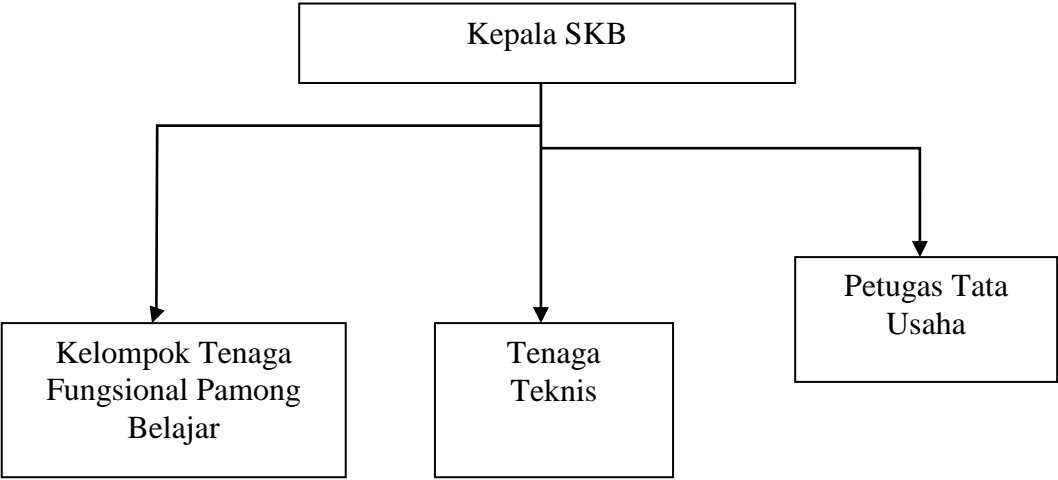 Kepala SKB
Petugas Tata
Usaha
Kelompok Tenaga
Fungsional Pamong
Belajar
Tenaga
Teknis